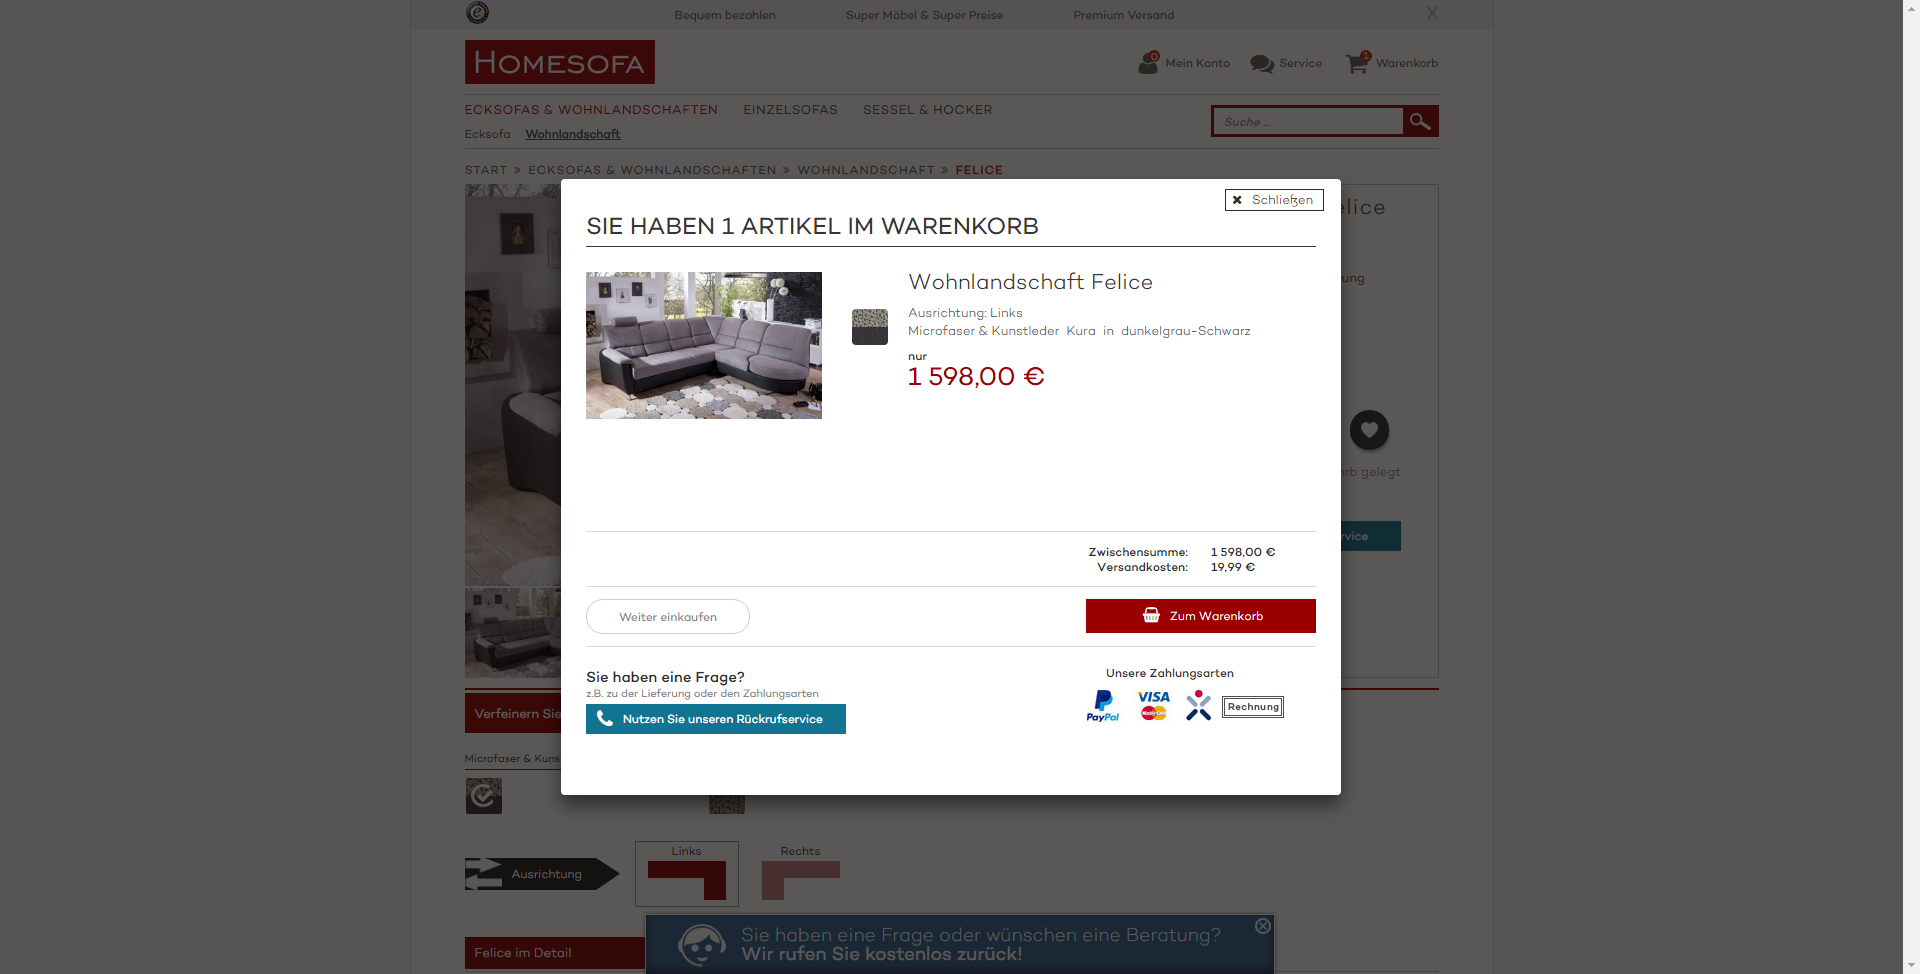 Bequem bezahlen Super Möbel & Super Preise Premium Versand X
HOMESOFA
0 Mein Konto Service 1 Warenkorb
ECKSOFAS & WOHNLANDSCHAFTEN EINZELSOFAS SESSEL & HOCKER
Ecksofa Wohnlandschaft
Suche ...
START » ECKSOFAS & WOHNLANDSCHAFTEN » WOHNLANDSCHAFT » FELICE
Schließen
SIE HABEN 1 ARTIKEL IM WARENKORB
elice
Wohnlandschaft Felice
ung
Ausrichtung: Links
Microfaser & Kunstleder Kura in dunkelgrau-Schwarz
nur
1 598,00 €
rb gelegt
rvice
Zwischensumme: 1 598,00 €
Versandkosten: 19,99 €
Weiter einkaufen
Zum Warenkorb
Sie haben eine Frage?
z.B. zu der Lieferung oder den Zahlungsarten
Nutzen Sie unseren Rückrufservice
Unsere Zahlungsarten
PayPal VISA MasterCard Rechnung
Verfeinern Sie
Microfaser & Kuns
Ausrichtung
Links Rechts
Sie haben eine Frage oder wünschen eine Beratung?
Wir rufen Sie kostenlos zurück!
Felice im Detail